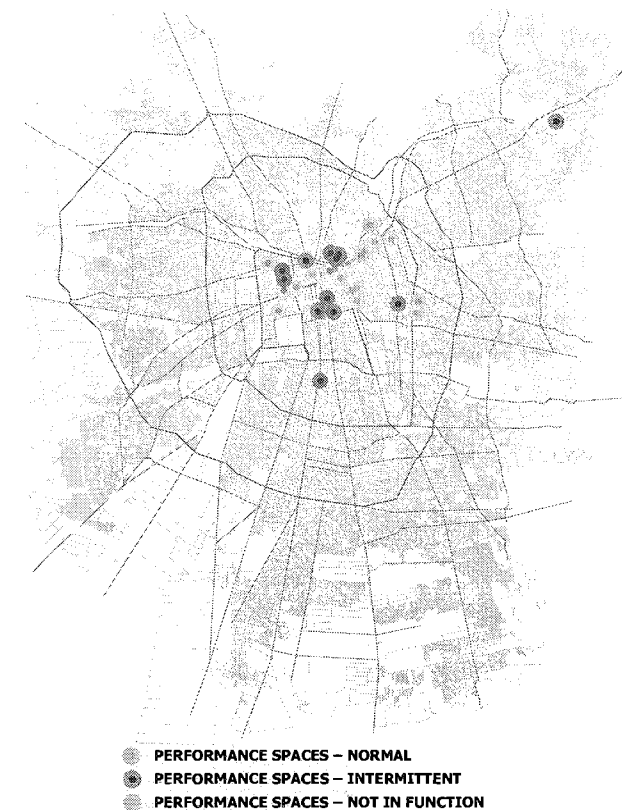 PERFORMANCE SPACES – NORMAL
PERFORMANCE SPACES – INTERMITTENT
PERFORMANCE SPACES – NOT IN FUNCTION